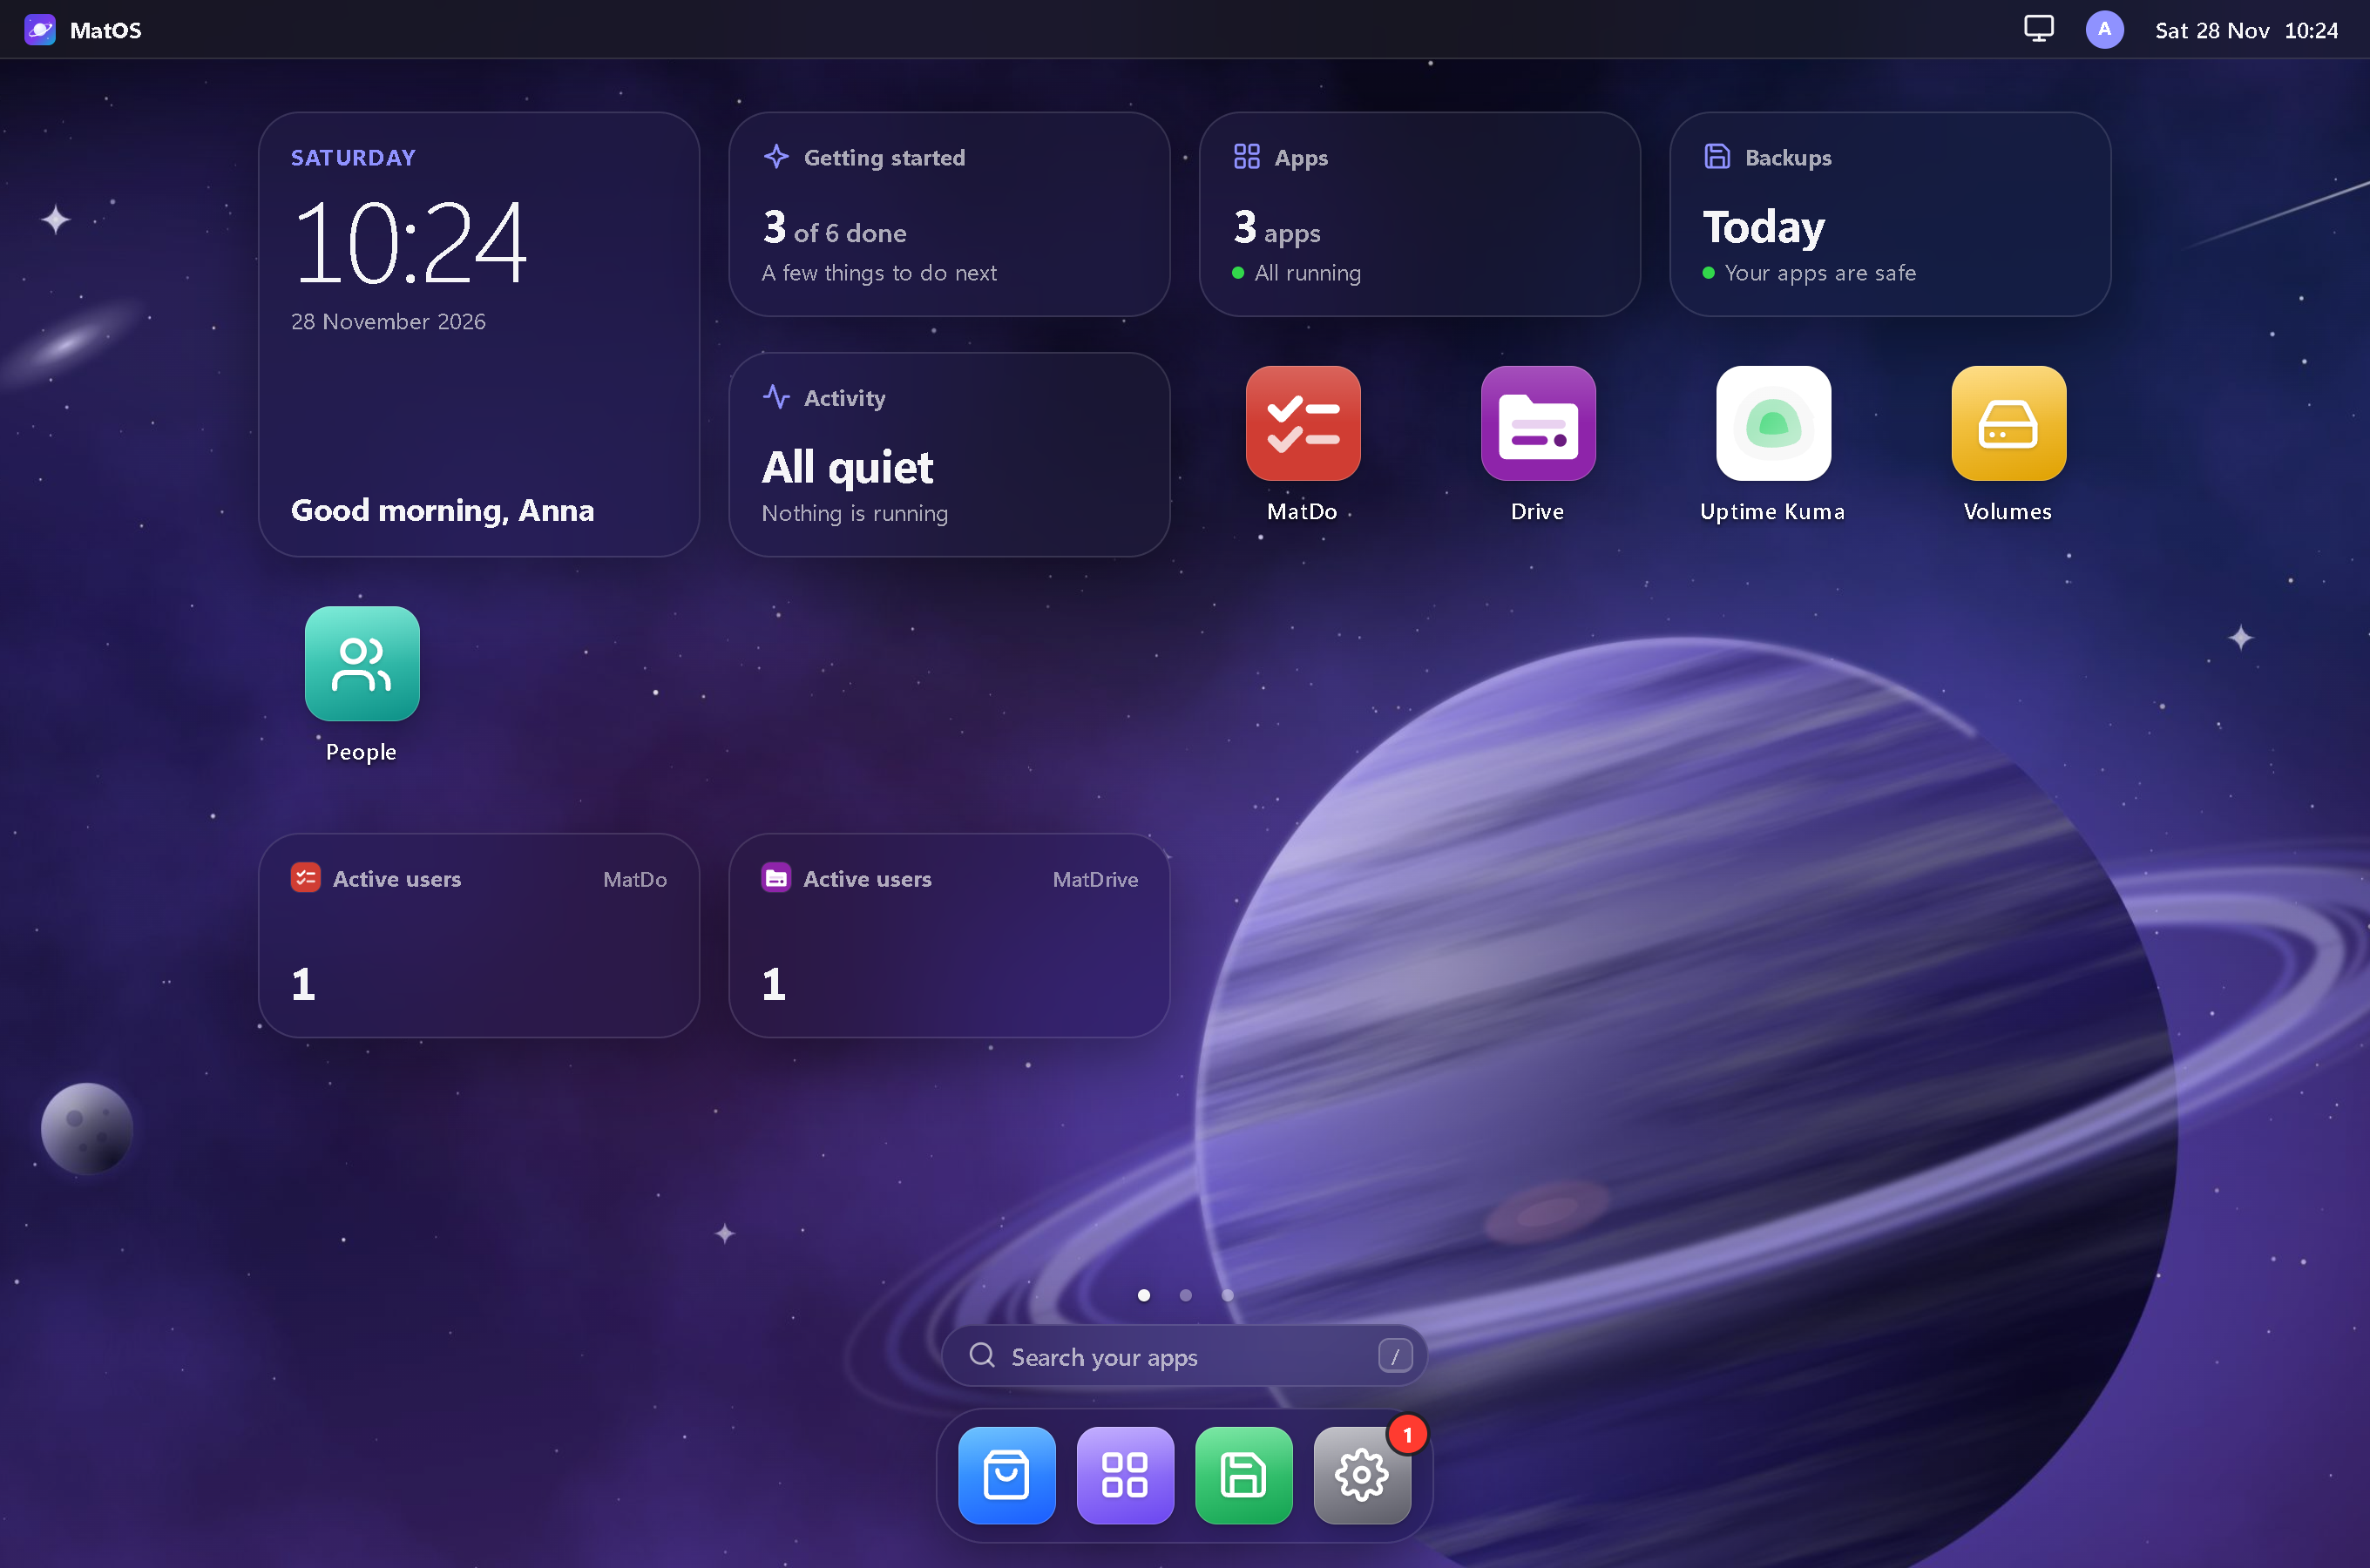 MatOS
A
Sat 28 Nov 10:24
SATURDAY
10:24
28 November 2026
Good morning, Anna
Getting started
3 of 6 done
A few things to do next
Apps
3 apps
All running
Backups
Today
Your apps are safe
Activity
All quiet
Nothing is running
MatDo
Drive
Uptime Kuma
Volumes
People
Active users
MatDo
1
Active users
MatDrive
1
Search your apps
/
1